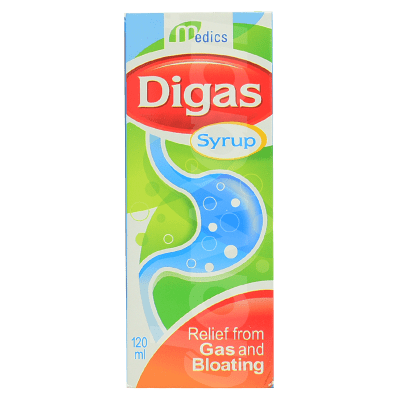 medics
Digas
Syrup
Relief from
Gas and
Bloating
120
ml